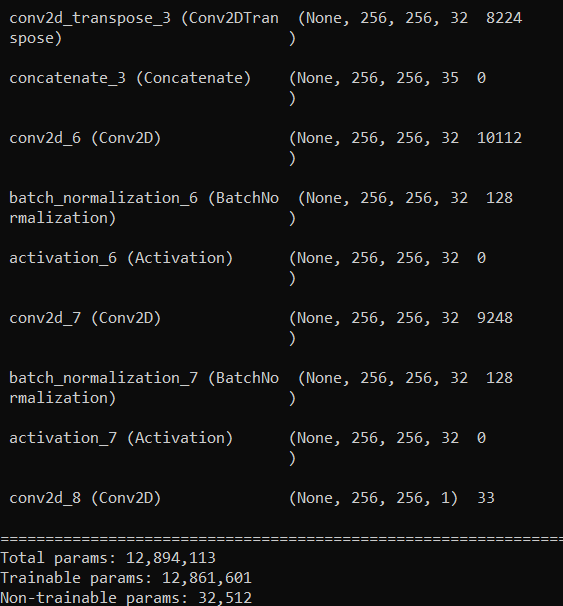 conv2d_transpose_3 (Conv2DTran  (None, 256, 256, 32  8224
spose)                         )
concatenate_3 (Concatenate)    (None, 256, 256, 35  0
                               )
conv2d_6 (Conv2D)              (None, 256, 256, 32  10112
                               )
batch_normalization_6 (BatchNo  (None, 256, 256, 32  128
rmalization)                   )
activation_6 (Activation)      (None, 256, 256, 32  0
                               )
conv2d_7 (Conv2D)              (None, 256, 256, 32  9248
                               )
batch_normalization_7 (BatchNo  (None, 256, 256, 32  128
rmalization)                   )
activation_7 (Activation)      (None, 256, 256, 32  0
                               )
conv2d_8 (Conv2D)              (None, 256, 256, 1)  33
==============================================================
Total params: 12,894,113
Trainable params: 12,861,601
Non-trainable params: 32,512